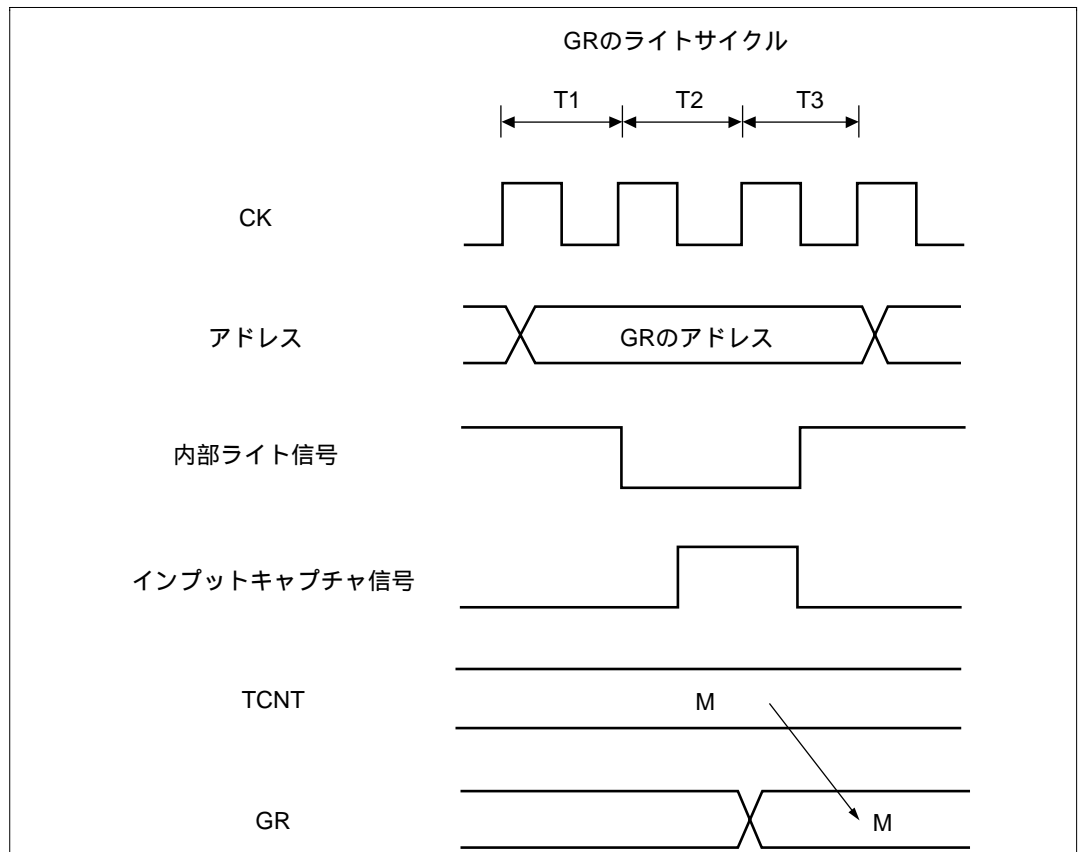 GRのライトサイクル
T1 T2 T3
CK
アドレス GRのアドレス
内部ライト信号
インプットキャプチャ信号
TCNT M
GR M